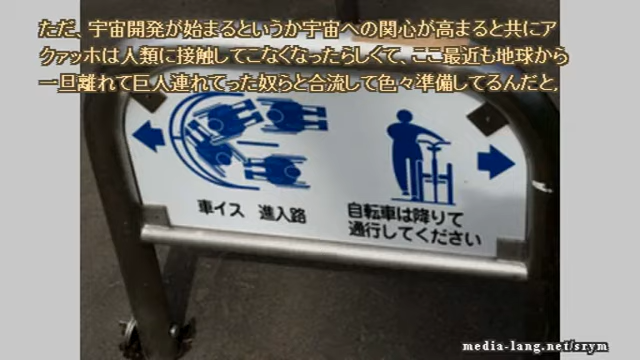 ただ、宇宙開発が始まるというか宇宙への関心が高まると共にア
クァッホは人類に接触してこなくなったらしくて、ここ最近も地球から
一旦離れて巨人連れてった奴らと合流して色々準備してるんだと。
車イス 進入路
自転車は降りて
通行してください
media-lang.net/srym